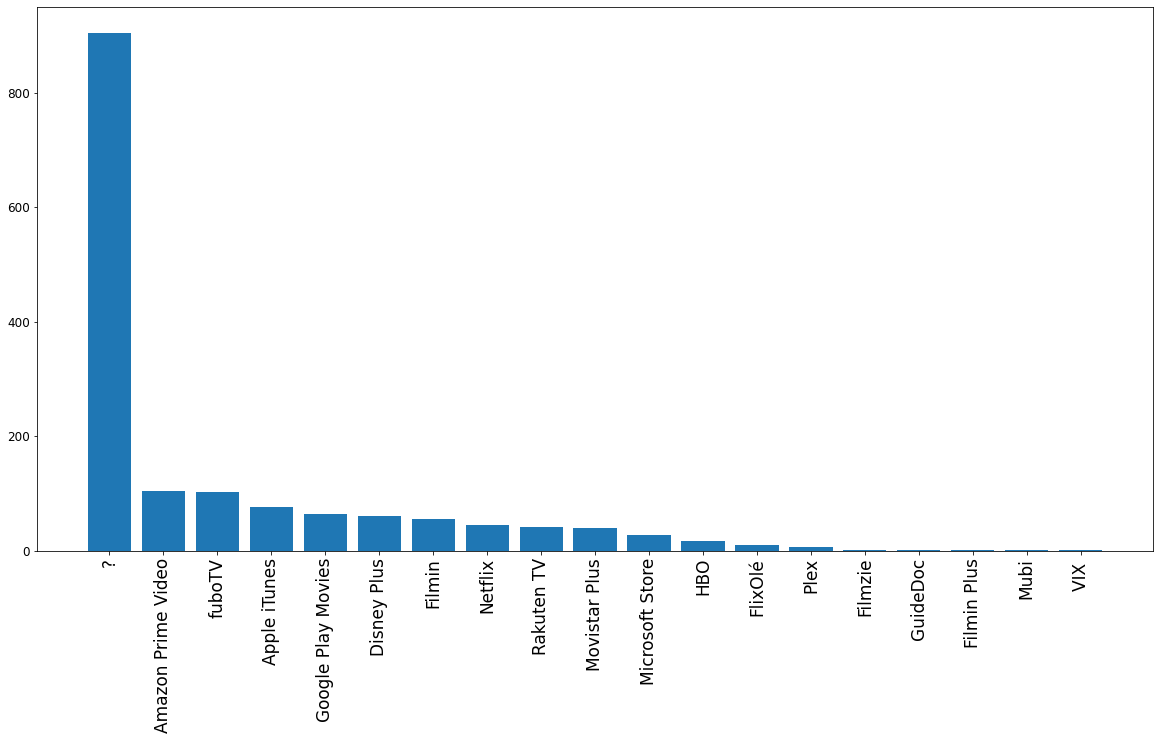 800
600
400
200
0
?
Amazon Prime Video
fuboTV
Apple iTunes
Google Play Movies
Disney Plus
Filmin
Netflix
Rakuten TV
Movistar Plus
Microsoft Store
HBO
FlixOlé
Plex
Filmzie
GuideDoc
Filmin Plus
Mubi
VIX